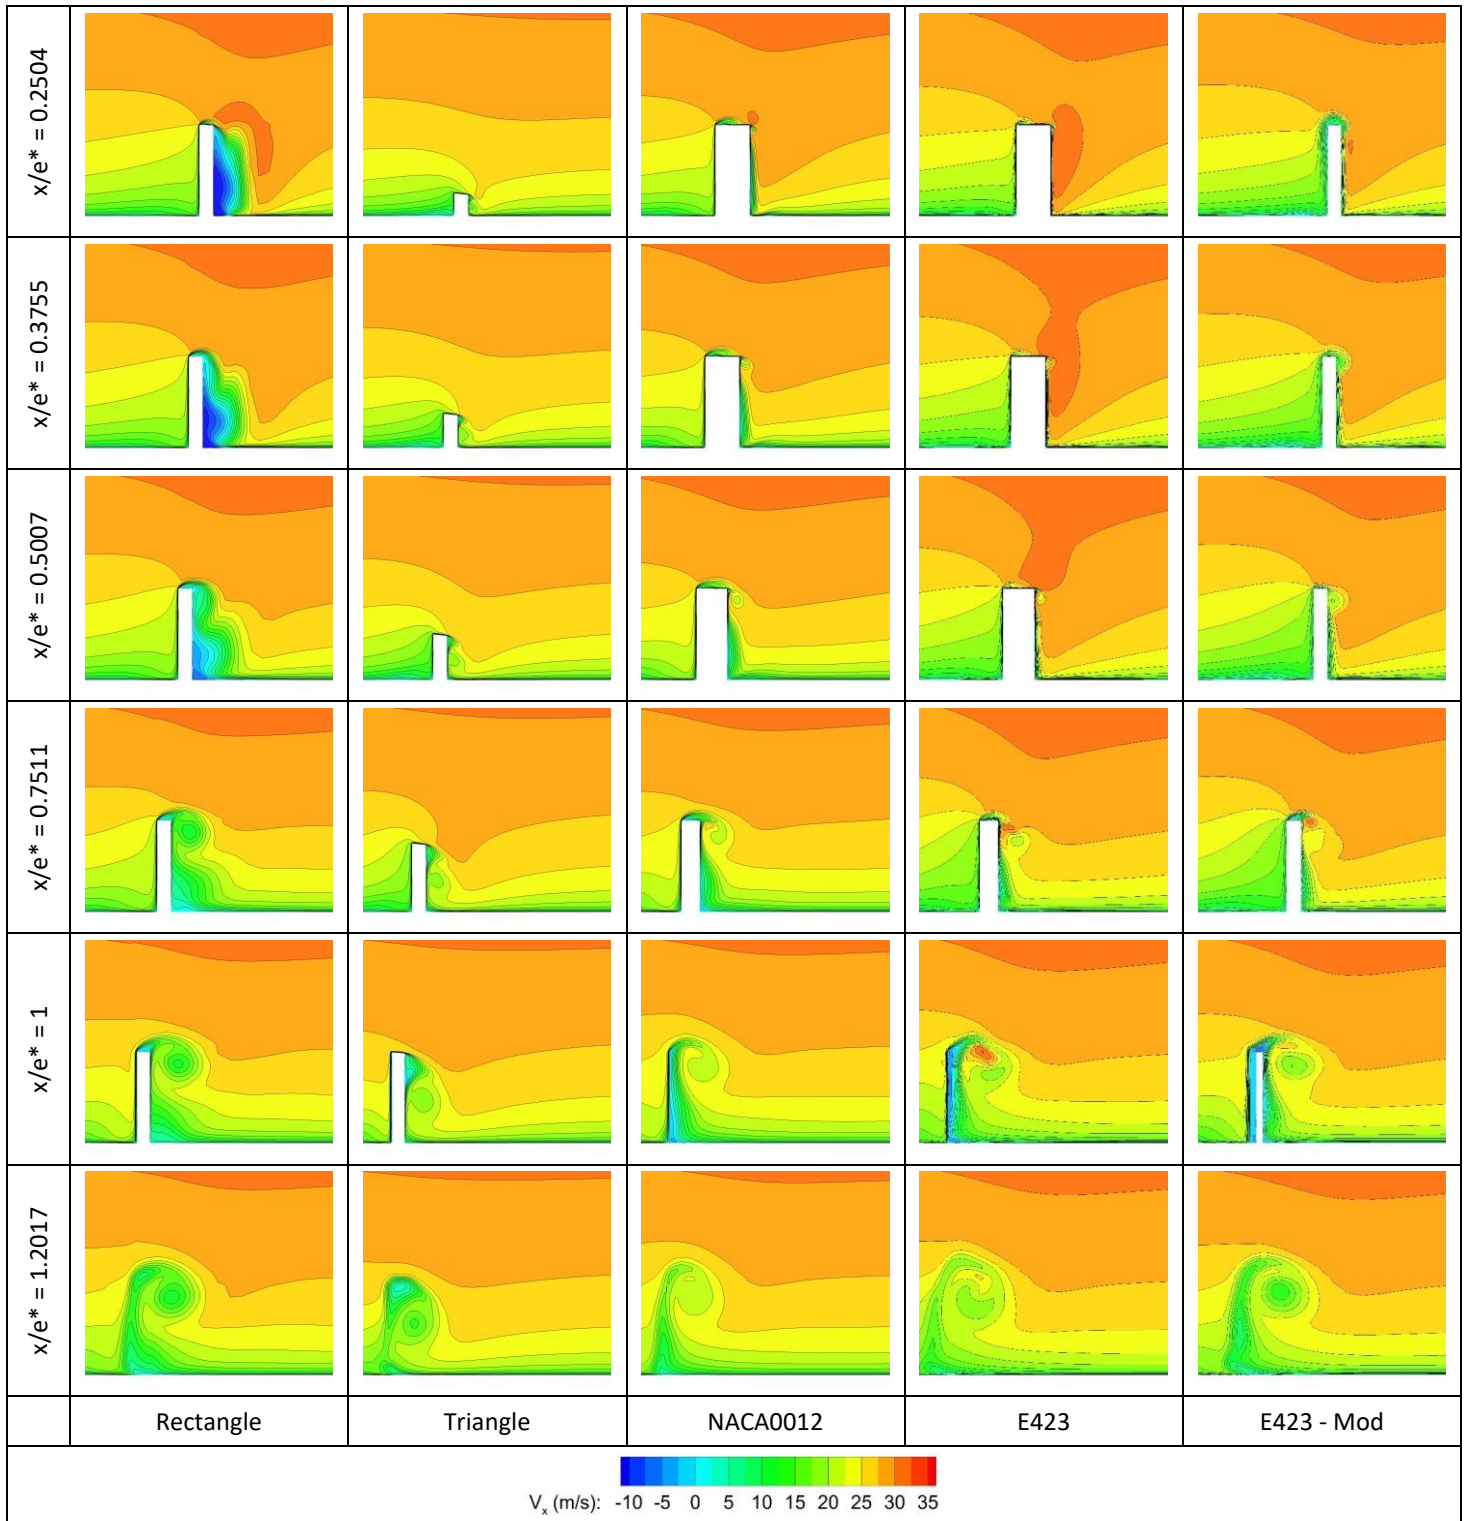 x/e* = 0.2504
x/e* = 0.3755
x/e* = 0.5007
x/e* = 0.7511
x/e* = 1
x/e* = 1.2017
Rectangle Triangle NACA0012 E423 E423 - Mod
Vₓ (m/s): -10 -5 0 5 10 15 20 25 30 35